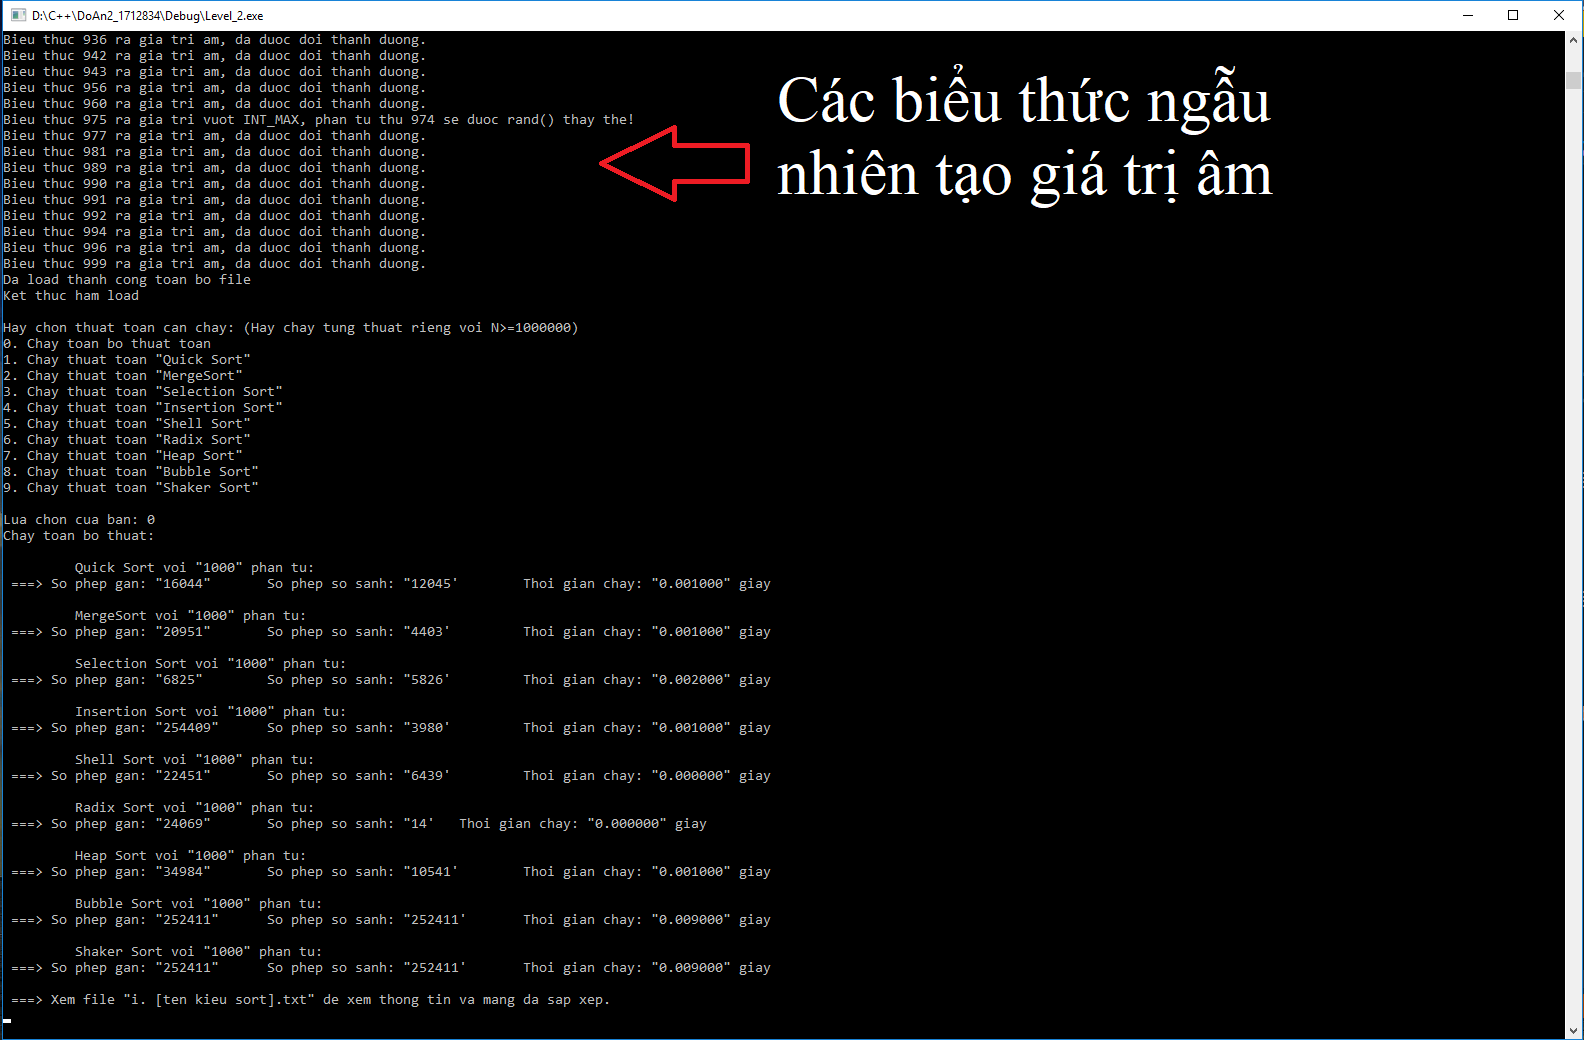 D:\C++\DoAn2_1712834\Debug\Level_2.exe
Bieu thuc 936 ra gia tri am, da duoc doi thanh duong.
Bieu thuc 942 ra gia tri am, da duoc doi thanh duong.
Bieu thuc 943 ra gia tri am, da duoc doi thanh duong.
Bieu thuc 956 ra gia tri am, da duoc doi thanh duong.
Bieu thuc 960 ra gia tri am, da duoc doi thanh duong.
Bieu thuc 975 ra gia tri vuot INT_MAX, phan tu thu 974 se duoc rand() thay the!
Bieu thuc 977 ra gia tri am, da duoc doi thanh duong.
Bieu thuc 981 ra gia tri am, da duoc doi thanh duong.
Bieu thuc 989 ra gia tri am, da duoc doi thanh duong.
Bieu thuc 990 ra gia tri am, da duoc doi thanh duong.
Bieu thuc 991 ra gia tri am, da duoc doi thanh duong.
Bieu thuc 992 ra gia tri am, da duoc doi thanh duong.
Bieu thuc 994 ra gia tri am, da duoc doi thanh duong.
Bieu thuc 996 ra gia tri am, da duoc doi thanh duong.
Bieu thuc 999 ra gia tri am, da duoc doi thanh duong.
Các biểu thức ngẫu
nhiên tạo giá trị âm
Da load thanh cong toan bo file
Ket thuc ham load
Hay chon thuat toan can chay: (Hay chay tung thuat rieng voi N>=1000000)
0. Chay toan bo thuat toan
1. Chay thuat toan "Quick Sort"
2. Chay thuat toan "MergeSort"
3. Chay thuat toan "Selection Sort"
4. Chay thuat toan "Insertion Sort"
5. Chay thuat toan "Shell Sort"
6. Chay thuat toan "Radix Sort"
7. Chay thuat toan "Heap Sort"
8. Chay thuat toan "Bubble Sort"
9. Chay thuat toan "Shaker Sort"
Lua chon cua ban: 0
Chay toan bo thuat:
Quick Sort voi "1000" phan tu:
===> So phep gan: "16044" So phep so sanh: "12045' Thoi gian chay: "0.001000" giay
MergeSort voi "1000" phan tu:
===> So phep gan: "20951" So phep so sanh: "4403' Thoi gian chay: "0.001000" giay
Selection Sort voi "1000" phan tu:
===> So phep gan: "6825" So phep so sanh: "5826' Thoi gian chay: "0.002000" giay
Insertion Sort voi "1000" phan tu:
===> So phep gan: "254409" So phep so sanh: "3980' Thoi gian chay: "0.001000" giay
Shell Sort voi "1000" phan tu:
===> So phep gan: "22451" So phep so sanh: "6439' Thoi gian chay: "0.000000" giay
Radix Sort voi "1000" phan tu:
===> So phep gan: "24069" So phep so sanh: "14' Thoi gian chay: "0.000000" giay
Heap Sort voi "1000" phan tu:
===> So phep gan: "34984" So phep so sanh: "10541' Thoi gian chay: "0.001000" giay
Bubble Sort voi "1000" phan tu:
===> So phep gan: "252411" So phep so sanh: "252411' Thoi gian chay: "0.009000" giay
Shaker Sort voi "1000" phan tu:
===> So phep gan: "252411" So phep so sanh: "252411' Thoi gian chay: "0.009000" giay
===> Xem file "i. [ten kieu sort].txt" de xem thong tin va mang da sap xep.